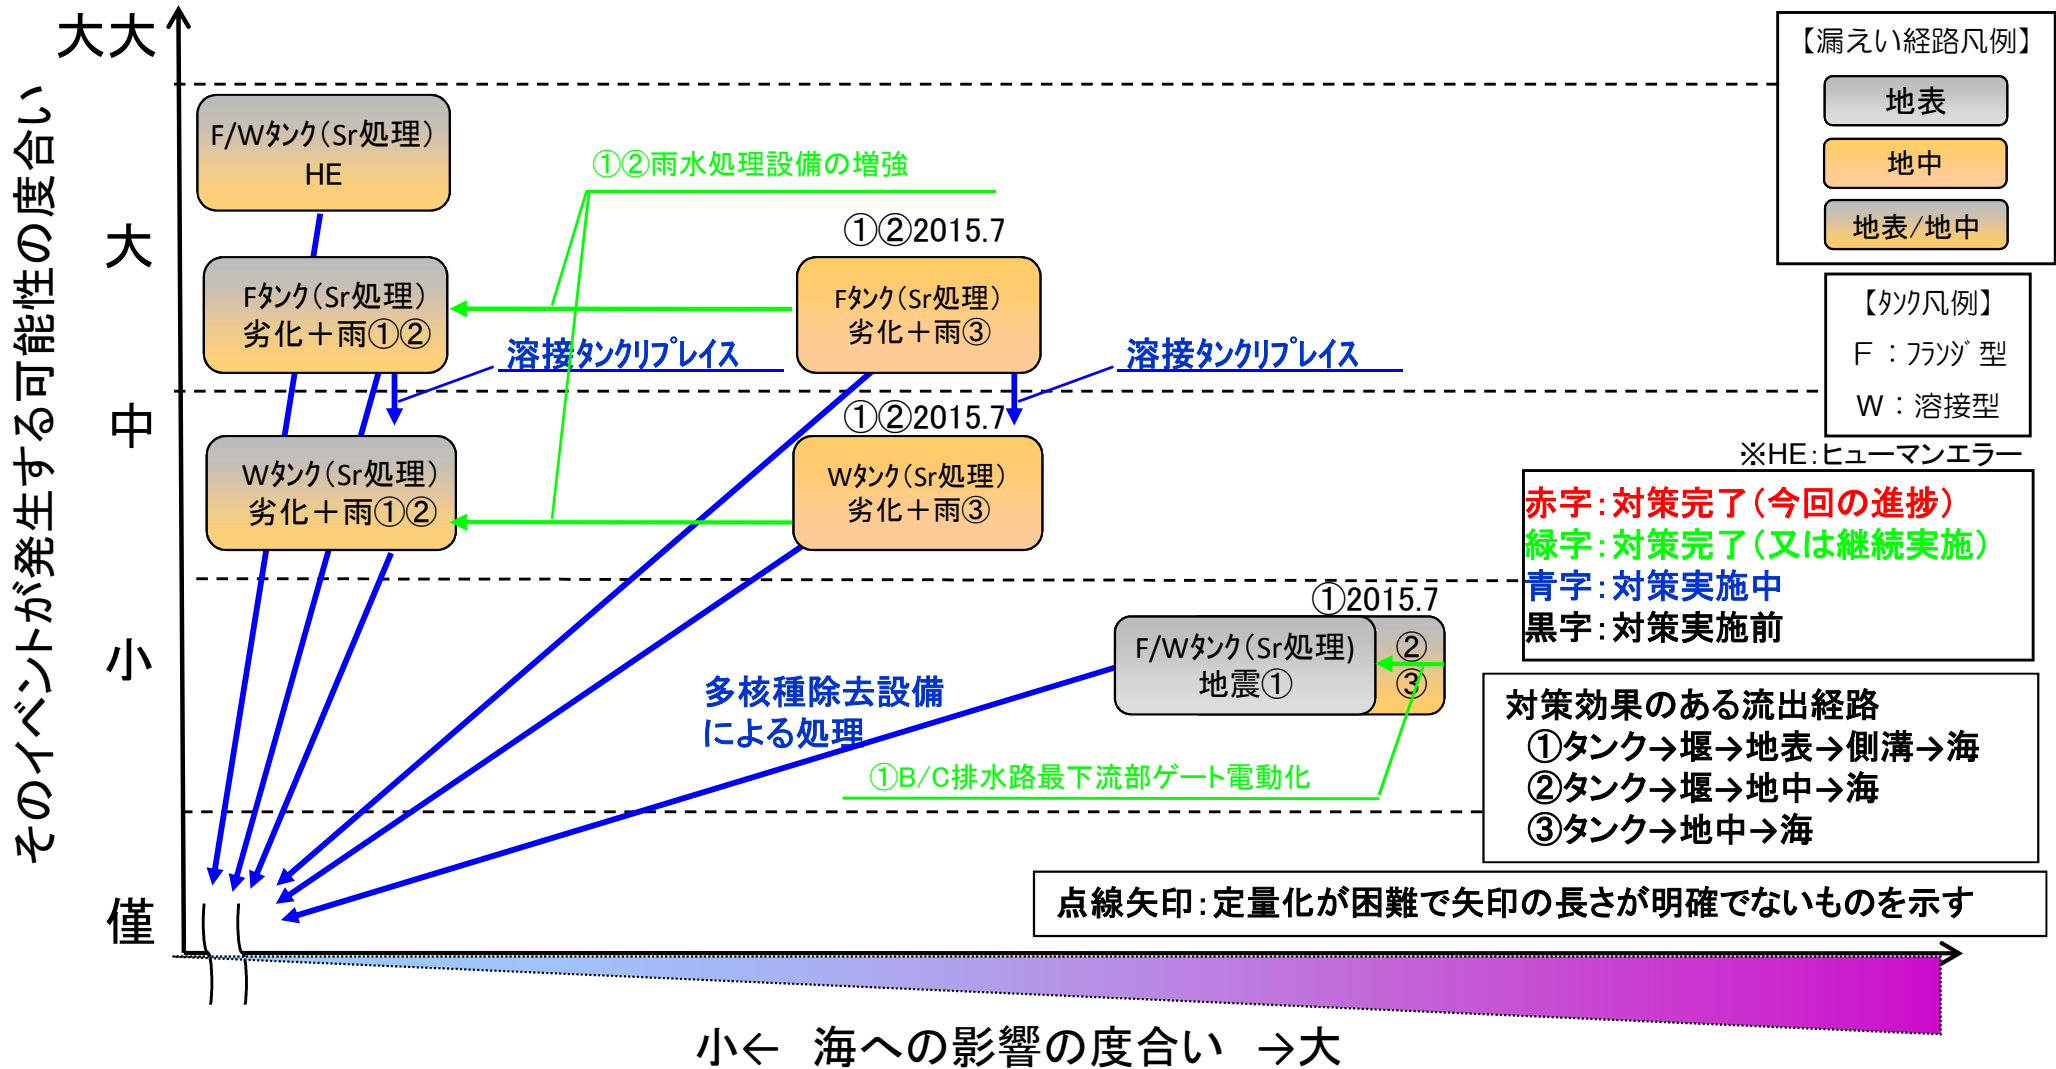 そのイベントが発生する可能性の度合い
大大
大
中
小
僅
F/Wタンク(Sr処理)
HE
Fタンク(Sr処理)
劣化＋雨①②
Wタンク(Sr処理)
劣化＋雨①②
①②雨水処理設備の増強
①②2015.7
Fタンク(Sr処理)
劣化＋雨③
溶接タンクリプレイス
溶接タンクリプレイス
①②2015.7
Wタンク(Sr処理)
劣化＋雨③
①2015.7
F/Wタンク(Sr処理)
地震①
②
③
多核種除去設備
による処理
①B/C排水路最下流部ゲート電動化
【漏えい経路凡例】
地表
地中
地表/地中
【タンク凡例】
F：フランジ型
W：溶接型
※HE:ヒューマンエラー
赤字:対策完了(今回の進捗)
緑字:対策完了(又は継続実施)
青字:対策実施中
黒字:対策実施前
対策効果のある流出経路
①タンク→堰→地表→側溝→海
②タンク→堰→地中→海
③タンク→地中→海
点線矢印:定量化が困難で矢印の長さが明確でないものを示す
小← 海への影響の度合い →大